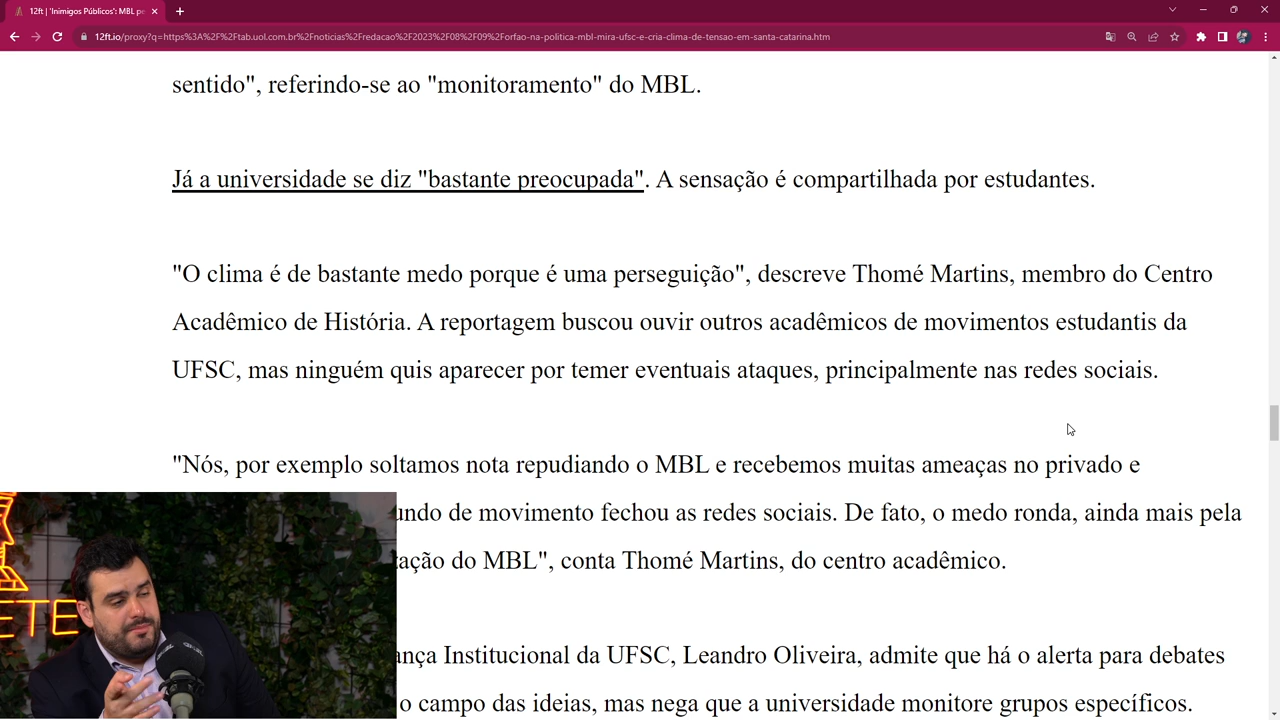 12ft | 'Inimigos Públicos': MBL pe
12ft.io/proxy?q=https%3A%2F%2Ftab.uol.com.br%2Fnoticias%2Fredacao%2F2023%2F08%2F09%2Forfao-na-politica-mbl-mira-ufsc-e-cria-clima-de-tensao-em-santa-catarina.htm
sentido", referindo-se ao "monitoramento" do MBL.
Já a universidade se diz "bastante preocupada". A sensação é compartilhada por estudantes.
"O clima é de bastante medo porque é uma perseguição", descreve Thomé Martins, membro do Centro
Acadêmico de História. A reportagem buscou ouvir outros acadêmicos de movimentos estudantis da
UFSC, mas ninguém quis aparecer por temer eventuais ataques, principalmente nas redes sociais.
"Nós, por exemplo soltamos nota repudiando o MBL e recebemos muitas ameaças no privado e
undo de movimento fechou as redes sociais. De fato, o medo ronda, ainda mais pela
tação do MBL", conta Thomé Martins, do centro acadêmico.
ança Institucional da UFSC, Leandro Oliveira, admite que há o alerta para debates
o campo das ideias, mas nega que a universidade monitore grupos específicos.
ETE